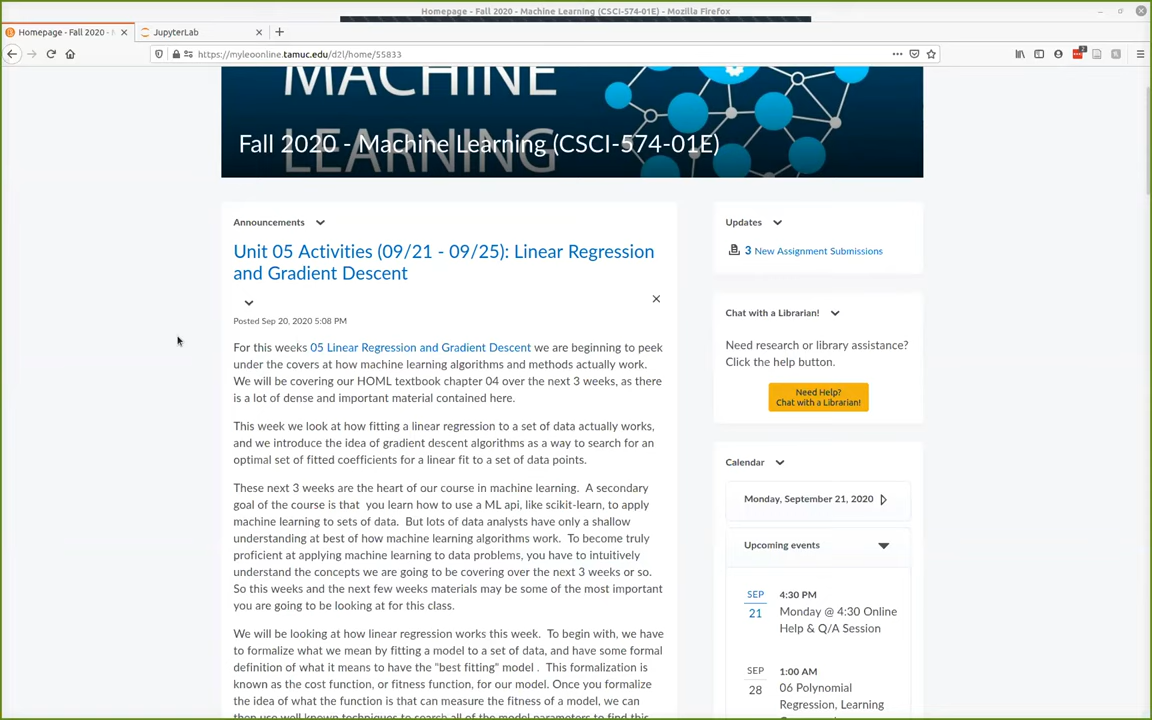 Homepage - Fall 2020 - Machine Learning (CSCI-574-01E) - Mozilla Firefox
Homepage - Fall 2020 -
JupyterLab
https://myleoonline.tamuc.edu/d2l/home/55833
MACHINE
LEARNING
Fall 2020 - Machine Learning (CSCI-574-01E)
Announcements
Unit 05 Activities (09/21 - 09/25): Linear Regression
and Gradient Descent
Posted Sep 20, 2020 5:08 PM
For this weeks 05 Linear Regression and Gradient Descent we are beginning to peek
under the covers at how machine learning algorithms and methods actually work.
We will be covering our HOML textbook chapter 04 over the next 3 weeks, as there
is a lot of dense and important material contained here.
This week we look at how fitting a linear regression to a set of data actually works,
and we introduce the idea of gradient descent algorithms as a way to search for an
optimal set of fitted coefficients for a linear fit to a set of data points.
These next 3 weeks are the heart of our course in machine learning. A secondary
goal of the course is that you learn how to use a ML api, like scikit-learn, to apply
machine learning to sets of data. But lots of data analysts have only a shallow
understanding at best of how machine learning algorithms work. To become truly
proficient at applying machine learning to data problems, you have to intuitively
understand the concepts we are going to be covering over the next 3 weeks or so.
So this weeks and the next few weeks materials may be some of the most important
you are going to be looking at for this class.
We will be looking at how linear regression works this week. To begin with, we have
to formalize what we mean by fitting a model to a set of data, and have some formal
definition of what it means to have the "best fitting" model . This formalization is
known as the cost function, or fitness function, for our model. Once you formalize
the idea of what the function is that can measure the fitness of a model, we can
then use well known techniques to search all of the model parameters to find this
Updates
3 New Assignment Submissions
Chat with a Librarian!
Need research or library assistance?
Click the help button.
Need Help?
Chat with a Librarian!
Calendar
Monday, September 21, 2020
Upcoming events
SEP
21
4:30 PM
Monday @ 4:30 Online
Help & Q/A Session
SEP
28
1:00 AM
06 Polynomial
Regression, Learning